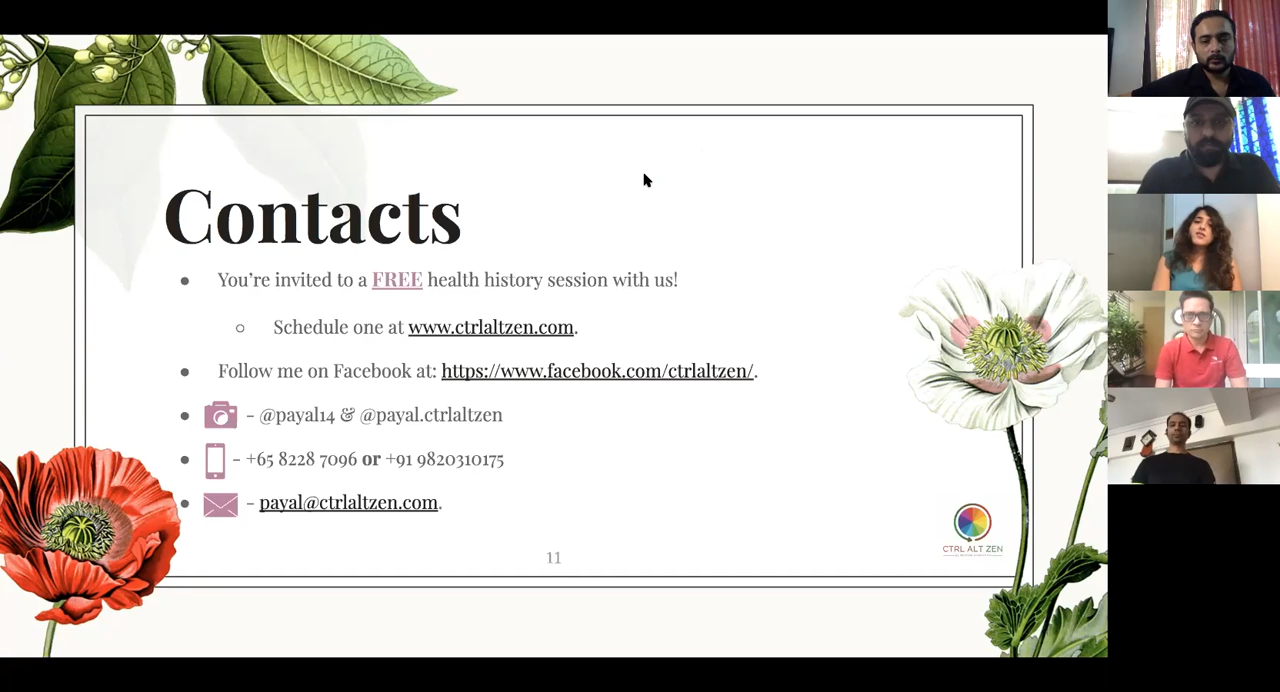 Contacts
You're invited to a FREE health history session with us!
Schedule one at www.ctrlaltzen.com.
Follow me on Facebook at: https://www.facebook.com/ctrlaltzen/.
- @payal14 & @payal.ctrlaltzen
- +65 8228 7096 or +91 9820310175
- payal@ctrlaltzen.com.
11
CTRL ALT ZEN